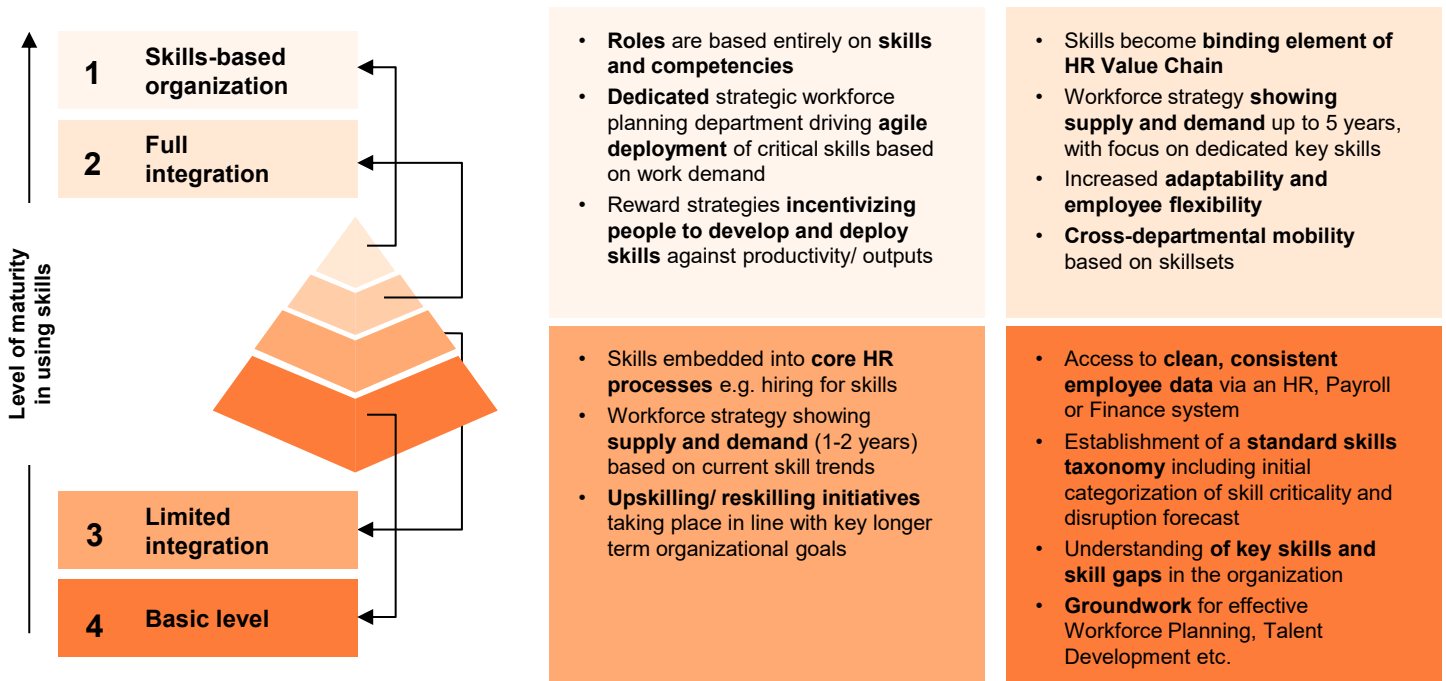 Level of maturity
in using skills
1
Skills-based
organization
2
Full
integration
3
Limited
integration
4
Basic level
• Roles are based entirely on skills
and competencies
• Dedicated strategic workforce
planning department driving agile
deployment of critical skills based
on work demand
• Reward strategies incentivizing
people to develop and deploy
skills against productivity/ outputs
• Skills become binding element of
HR Value Chain
• Workforce strategy showing
supply and demand up to 5 years,
with focus on dedicated key skills
• Increased adaptability and
employee flexibility
• Cross-departmental mobility
based on skillsets
• Skills embedded into core HR
processes e.g. hiring for skills
• Workforce strategy showing
supply and demand (1-2 years)
based on current skill trends
• Upskilling/ reskilling initiatives
taking place in line with key longer
term organizational goals
• Access to clean, consistent
employee data via an HR, Payroll
or Finance system
• Establishment of a standard skills
taxonomy including initial
categorization of skill criticality and
disruption forecast
• Understanding of key skills and
skill gaps in the organization
• Groundwork for effective
Workforce Planning, Talent
Development etc.